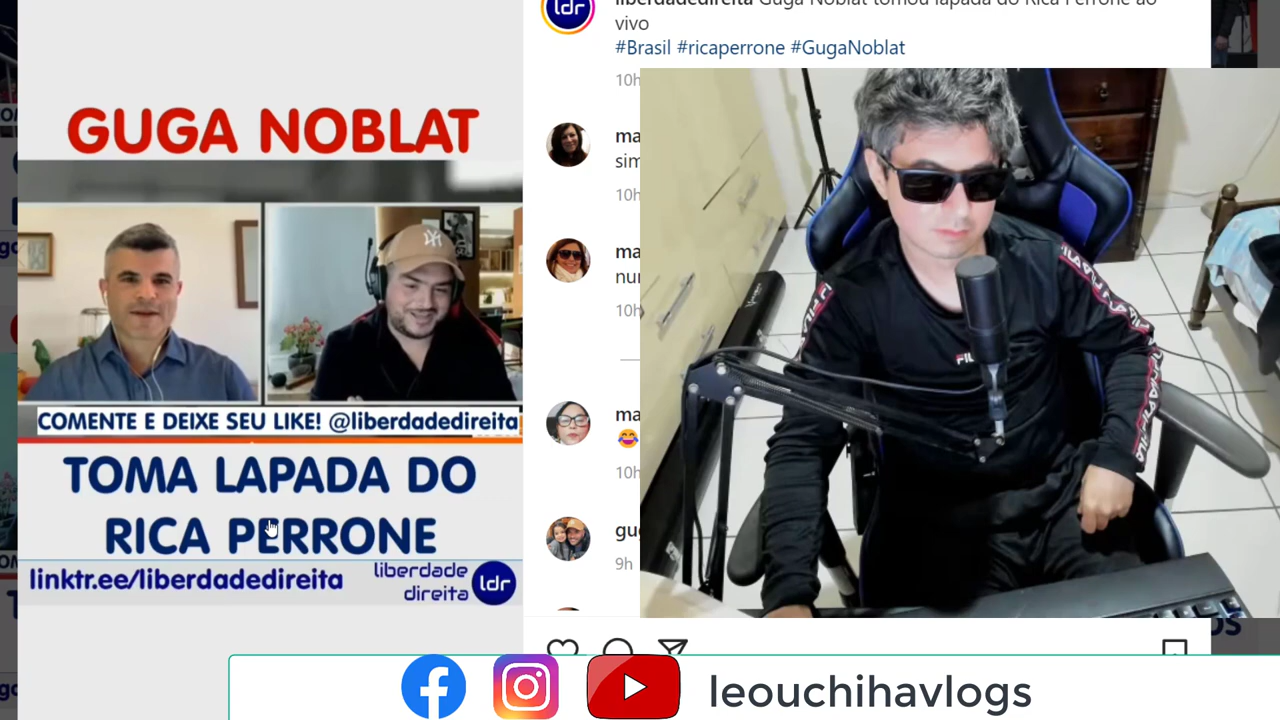 liberdadedireita Guga Noblat tomou lapada do Rica Perrone ao
vivo
#Brasil #ricaperrone #GugaNoblat
10h
ma
sim
10h
ma
10h
ma
10h
gu
9h
GUGA NOBLAT
COMENTE E DEIXE SEU LIKE! @liberdadedireita
TOMA LAPADA DO
RICA PERRONE
linktr.ee/liberdadedireita
liberdade
direita
ldr
ldr
FILA
leouchihavlogs